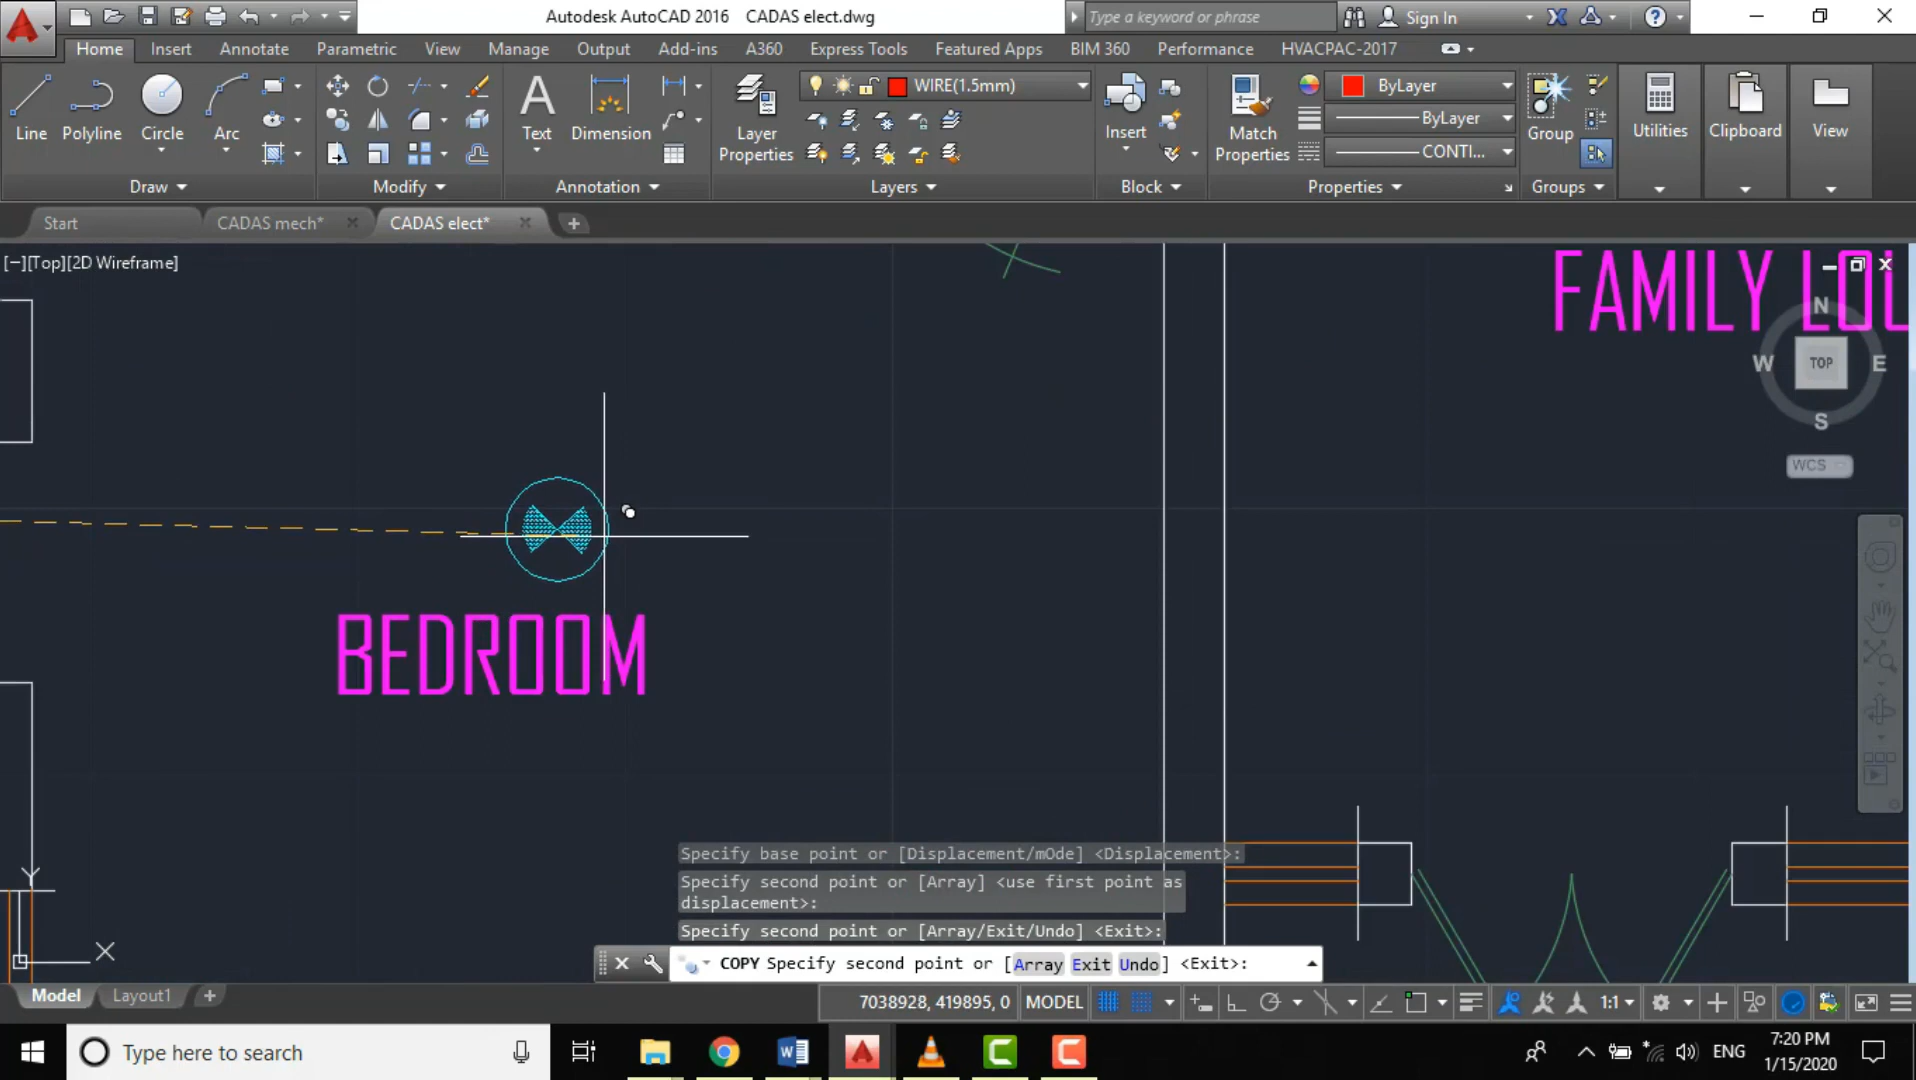 Autodesk AutoCAD 2016 CADAS elect.dwg
Type a keyword or phrase
Sign In
Home Insert Annotate Parametric View Manage Output Add-ins A360 Express Tools Featured Apps BIM 360 Performance HVACPAC-2017
WIRE(1.5mm)
ByLayer
ByLayer
CONTI...
Line Polyline Circle Arc
Text Dimension
Layer
Properties
Insert
Match
Properties
Group
Utilities
Clipboard
View
Draw Modify Annotation Layers Block Properties Groups
Start CADAS mech* CADAS elect*
[−][Top][2D Wireframe]
FAMILY LOU
N
W TOP E
S
WCS
BEDROOM
Y
X
Specify base point or [Displacement/mOde] <Displacement>:
Specify second point or [Array] <use first point as
displacement>:
Specify second point or [Array/Exit/Undo] <Exit>:
COPY Specify second point or [Array Exit Undo] <Exit>:
Model Layout1
7038928, 419895, 0 MODEL 1:1
Type here to search
ENG
7:20 PM
1/15/2020